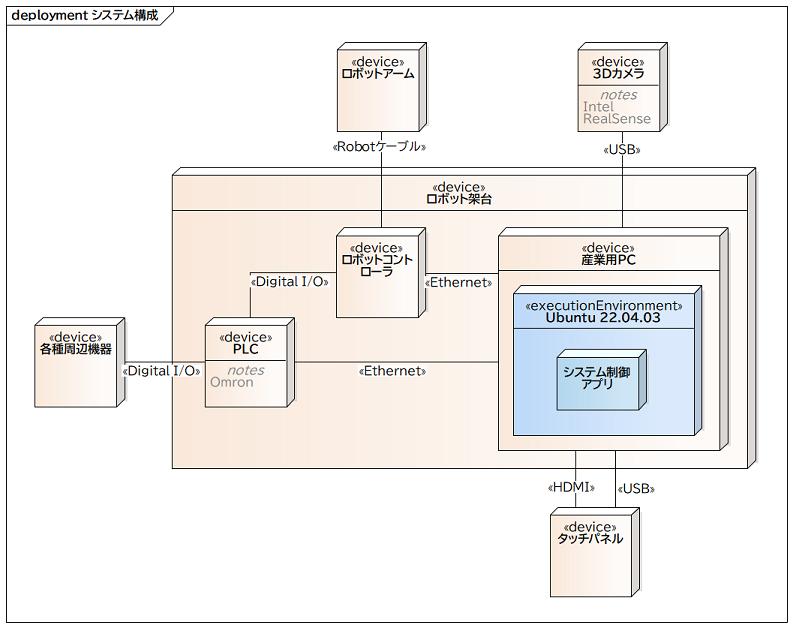 deployment システム構成
«device»
ロボットアーム
«device»
3Dカメラ
notes
Intel
RealSense
«Robotケーブル»
«USB»
«device»
ロボット架台
«device»
ロボットコント
ローラ
«device»
産業用PC
«Digital I/O»
«Ethernet»
«executionEnvironment»
Ubuntu 22.04.03
«device»
各種周辺機器
«device»
PLC
notes
Omron
«Digital I/O»
«Ethernet»
システム制御
アプリ
«HDMI»
«USB»
«device»
タッチパネル